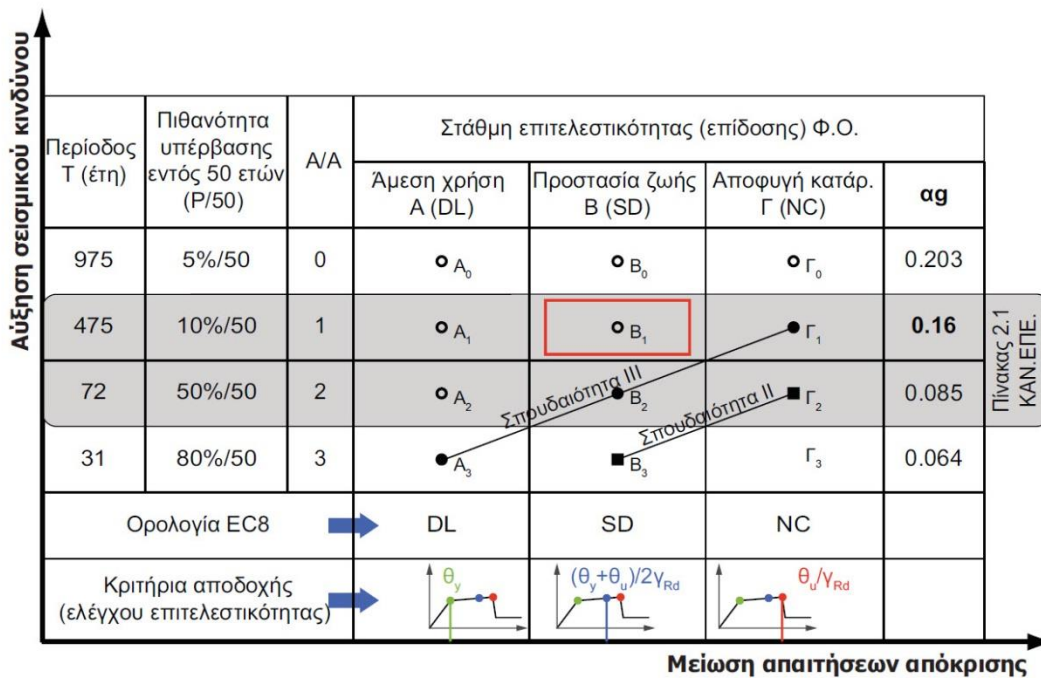 Αύξηση σεισμικού κινδύνου
Περίοδος
T (έτη)
Πιθανότητα
υπέρβασης
εντός 50 ετών
(P/50)
A/A
Στάθμη επιτελεστικότητας (επίδοσης) Φ.Ο.
Άμεση χρήση
A (DL)
Προστασία ζωής
B (SD)
Αποφυγή κατάρ.
Γ (NC)
αg
975
5%/50
0
A₀
B₀
Γ₀
0.203
475
10%/50
1
A₁
B₁
Γ₁
0.16
72
50%/50
2
A₂
B₂
Γ₂
0.085
31
80%/50
3
A₃
B₃
Γ₃
0.064
Σπουδαιότητα III
Σπουδαιότητα II
Πίνακας 2.1
ΚΑΝ.ΕΠΕ.
Ορολογία EC8
DL
SD
NC
Κριτήρια αποδοχής
(ελέγχου επιτελεστικότητας)
θy
(θy+θu)/2γRd
θu/γRd
Μείωση απαιτήσεων απόκρισης